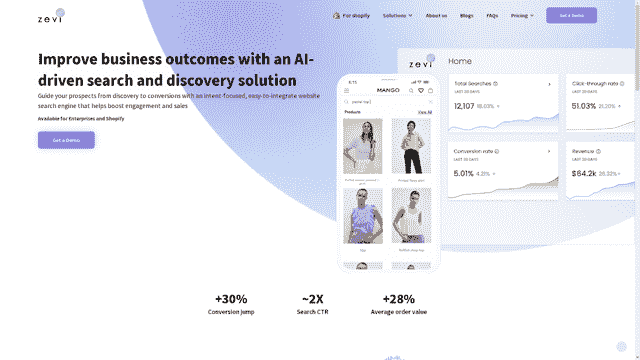 zevi
For Shopify
Solutions
About us
Blogs
FAQs
Pricing
Get A Demo
Improve business outcomes with an AI-
driven search and discovery solution
Guide your prospects from discovery to conversions with an intent-focused, easy-to-integrate website
search engine that helps boost engagement and sales
Available for Enterprises and Shopify
Get a Demo
zevi
Home
Total Searches
LAST 30 DAYS
12,107
Click-through rate
LAST 30 DAYS
51.03%
Conversion rate
LAST 30 DAYS
5.01%
Revenue
LAST 30 DAYS
$64.2k
MANGO
Products
View All
+30%
Conversion jump
~2X
Search CTR
+28%
Average order value